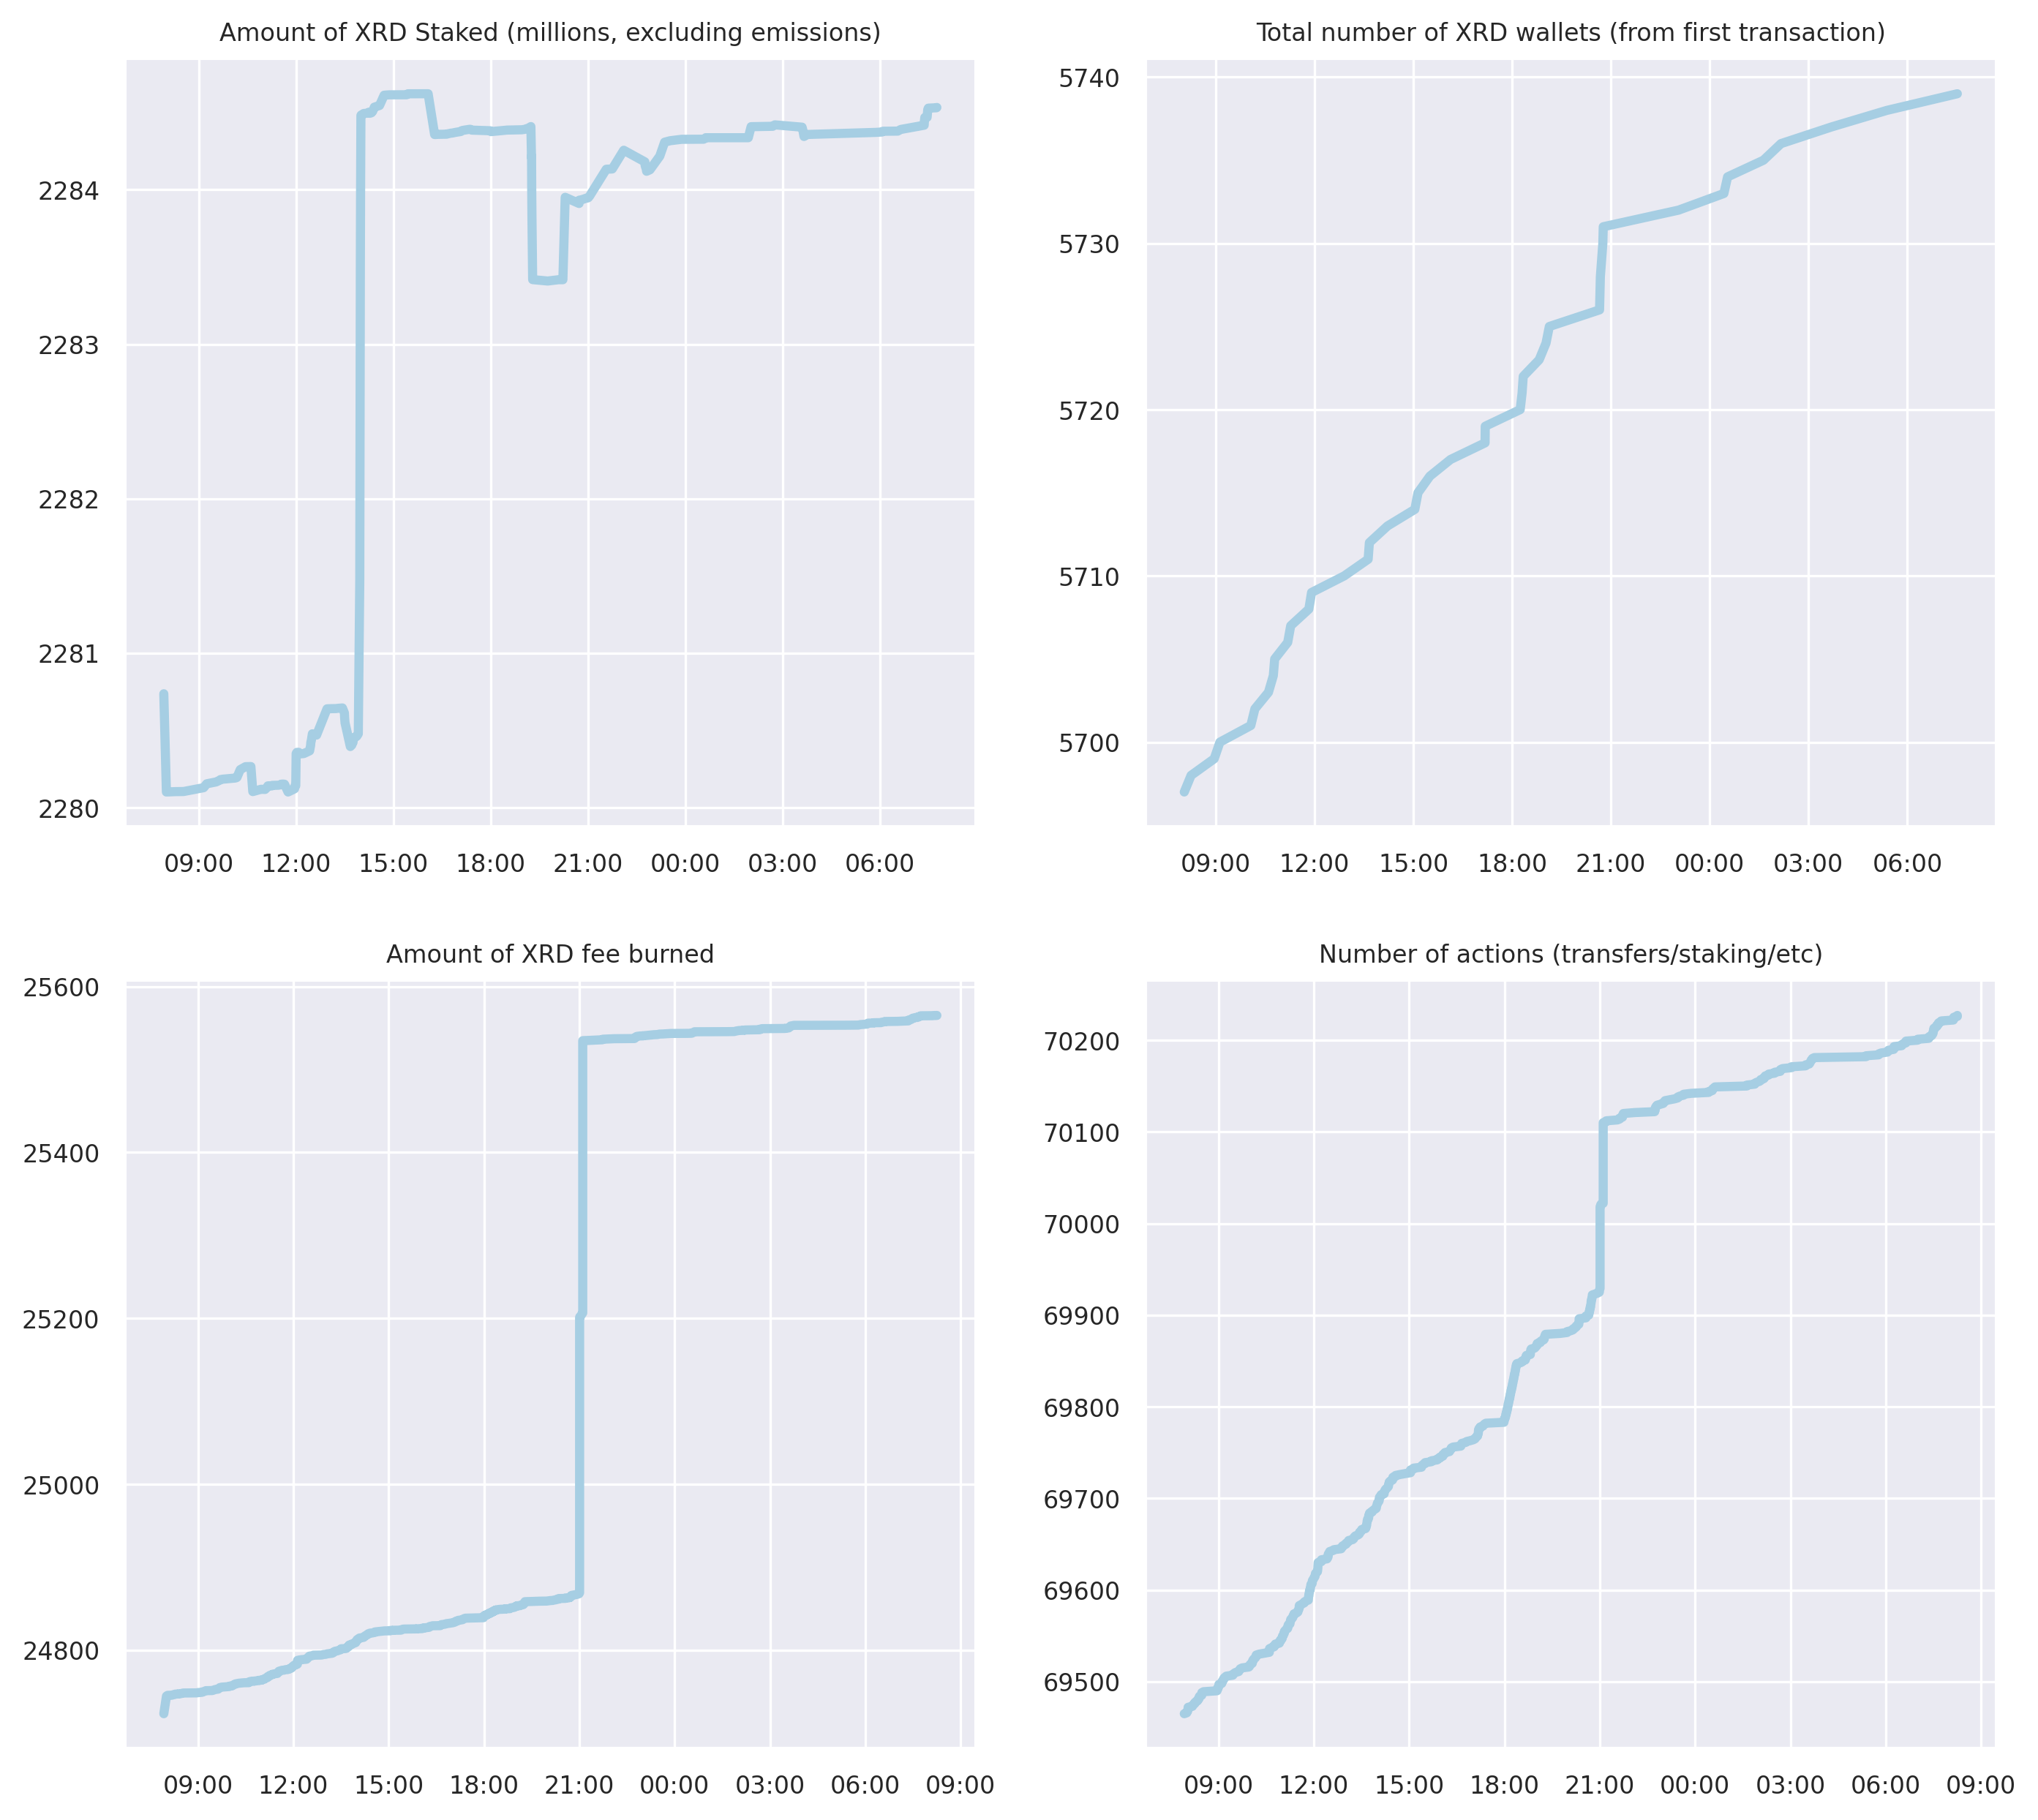 Amount of XRD Staked (millions, excluding emissions)
2284
2283
2282
2281
2280
09:00 12:00 15:00 18:00 21:00 00:00 03:00 06:00
Total number of XRD wallets (from first transaction)
5740
5730
5720
5710
5700
09:00 12:00 15:00 18:00 21:00 00:00 03:00 06:00
Amount of XRD fee burned
25600
25400
25200
25000
24800
09:00 12:00 15:00 18:00 21:00 00:00 03:00 06:00 09:00
Number of actions (transfers/staking/etc)
70200
70100
70000
69900
69800
69700
69600
69500
09:00 12:00 15:00 18:00 21:00 00:00 03:00 06:00 09:00